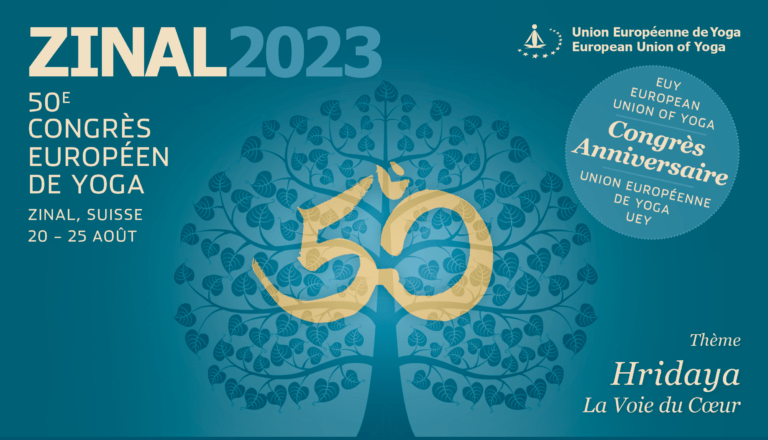 ZINAL2023
50E
CONGRÈS
EUROPÉEN
DE YOGA
ZINAL, SUISSE
20 – 25 AOÛT
Union Européenne de Yoga
European Union of Yoga
EUY
EUROPEAN
UNION OF YOGA
Congrès
Anniversaire
UNION EUROPÉENNE
DE YOGA
UEY
50
Thème
Hridaya
La Voie du Cœur